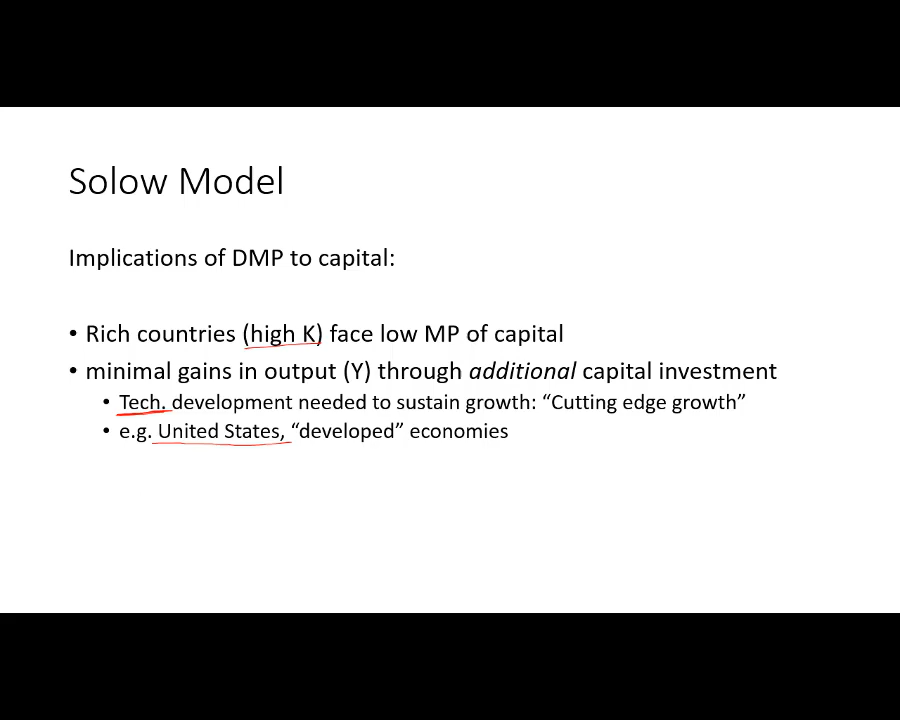 Solow Model
Implications of DMP to capital:
• Rich countries (high K) face low MP of capital
• minimal gains in output (Y) through additional capital investment
• Tech. development needed to sustain growth: “Cutting edge growth”
• e.g. United States, “developed” economies